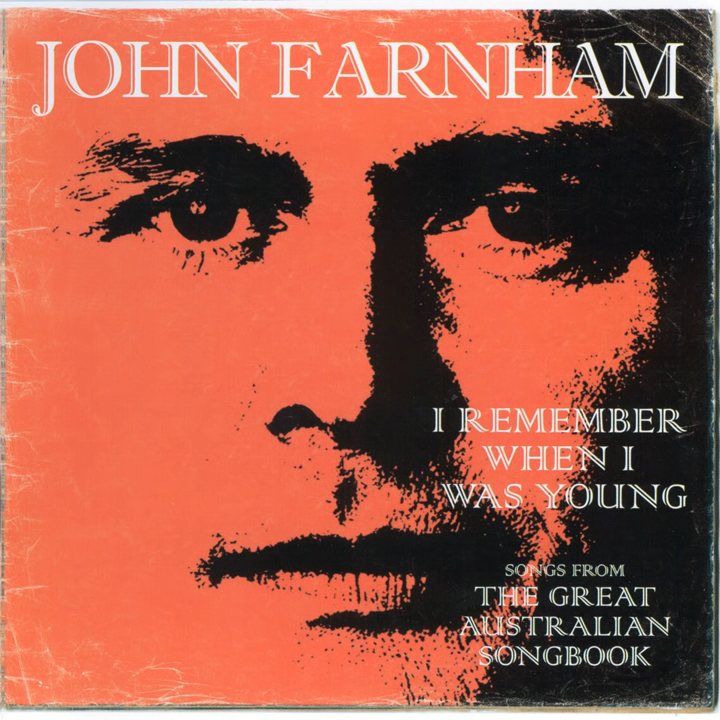 JOHN FARNHAM
I REMEMBER
WHEN I
WAS YOUNG
SONGS FROM
THE GREAT
AUSTRALIAN
SONGBOOK